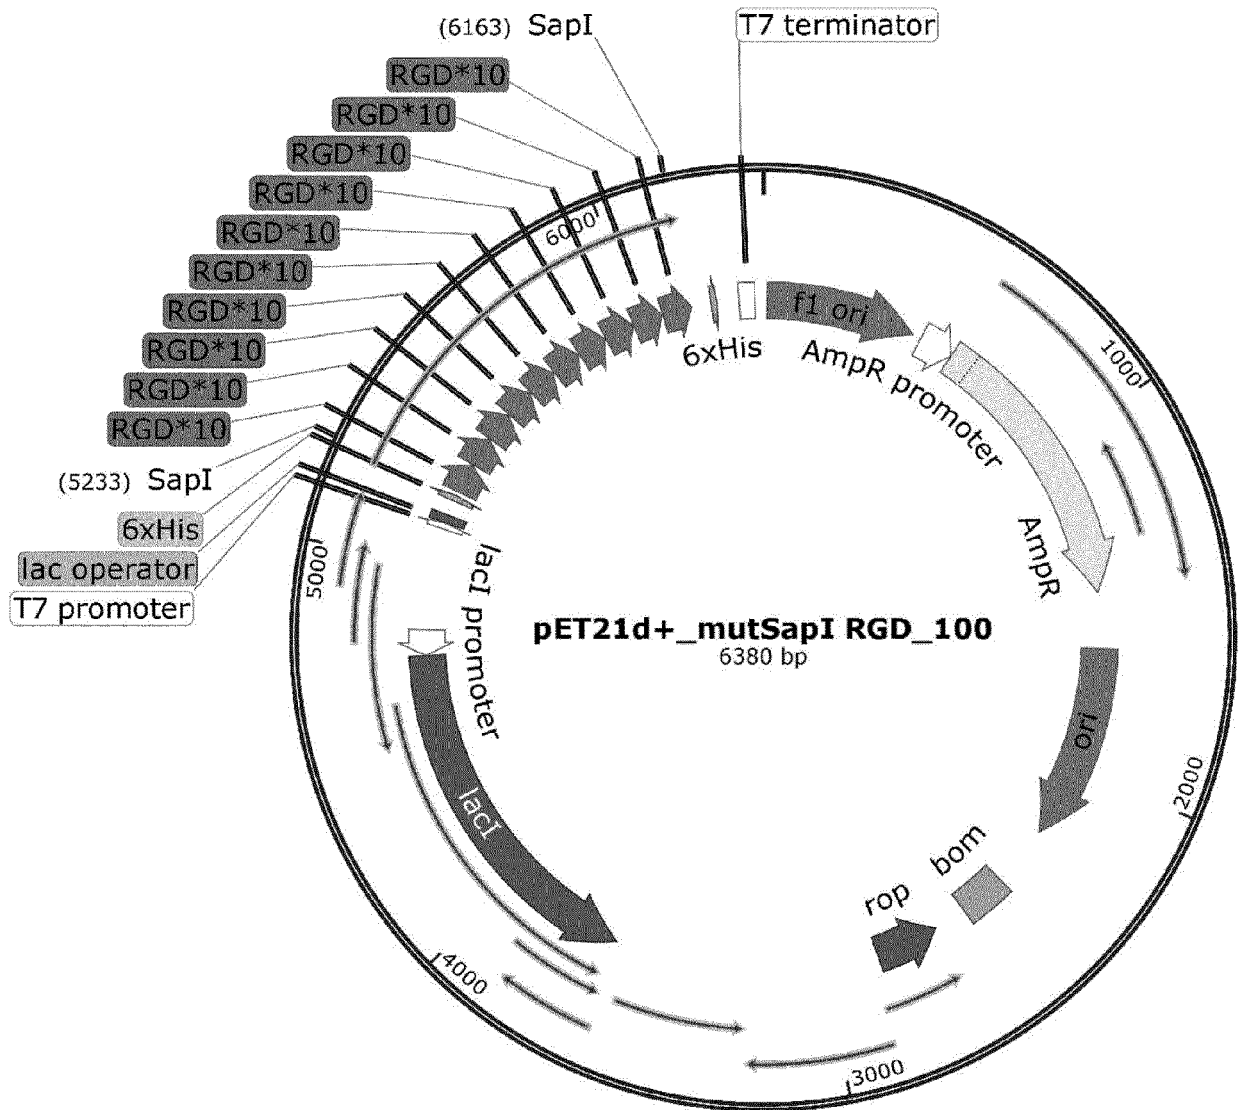 (6163) SapI
T7 terminator
RGD*10
RGD*10
RGD*10
RGD*10
RGD*10
RGD*10
RGD*10
RGD*10
RGD*10
RGD*10
(5233) SapI
6xHis
lac operator
T7 promoter
6000
6xHis
f1 ori
AmpR promoter
1000
AmpR
5000
lacI promoter
pET21d+_mutSapI RGD_100
6380 bp
ori
2000
lacI
bom
rop
4000
3000